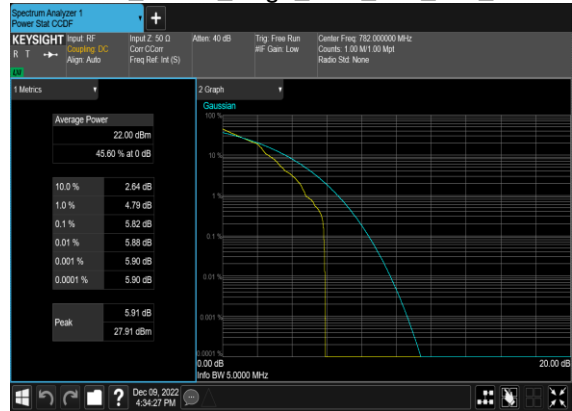 Spectrum Analyzer 1
Power Stat CCDF
+
KEYSIGHT
R T
LXI
Input: RF
Coupling: DC
Align: Auto
Input Z: 50 Ω
Corr CCorr
Freq Ref: Int (S)
Atten: 40 dB
Trig: Free Run
#IF Gain: Low
Center Freq: 782.000000 MHz
Counts: 1.00 M/1.00 Mpt
Radio Std: None
1 Metrics
Average Power
22.00 dBm
45.60 % at 0 dB
10.0 % 2.64 dB
1.0 % 4.79 dB
0.1 % 5.82 dB
0.01 % 5.88 dB
0.001 % 5.90 dB
0.0001 % 5.90 dB
Peak
5.91 dB
27.91 dBm
2 Graph
Gaussian
100 %
10 %
1 %
0.1 %
0.01 %
0.001 %
0.0001 %
0.00 dB
20.00 dB
Info BW 5.0000 MHz
?
Dec 09, 2022
4:34:27 PM